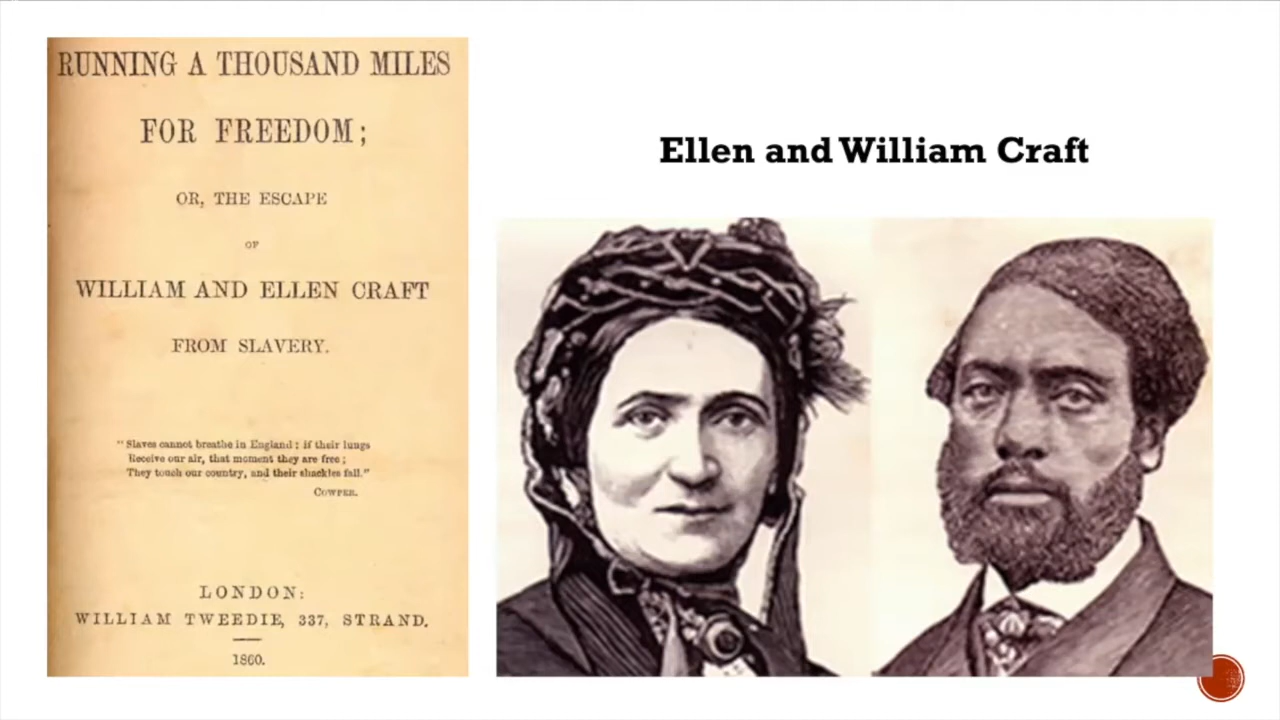 RUNNING A THOUSAND MILES
FOR FREEDOM;
OR, THE ESCAPE
OF
WILLIAM AND ELLEN CRAFT
FROM SLAVERY.
"Slaves cannot breathe in England; if their lungs
Receive our air, that moment they are free;
They touch our country, and their shackles fall."
COWPER.
LONDON:
WILLIAM TWEEDIE, 337, STRAND.
1860.
Ellen and William Craft